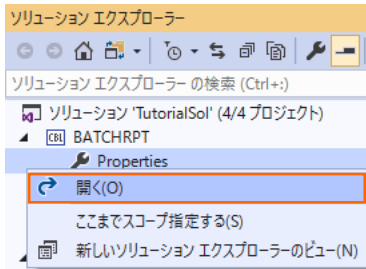 ソリューション エクスプローラー
ソリューション エクスプローラー の検索 (Ctrl+:)
ソリューション 'TutorialSol' (4/4 プロジェクト)
CBL BATCHRPT
Properties
開く(O)
ここまでスコープ指定する(S)
新しいソリューション エクスプローラーのビュー(N)